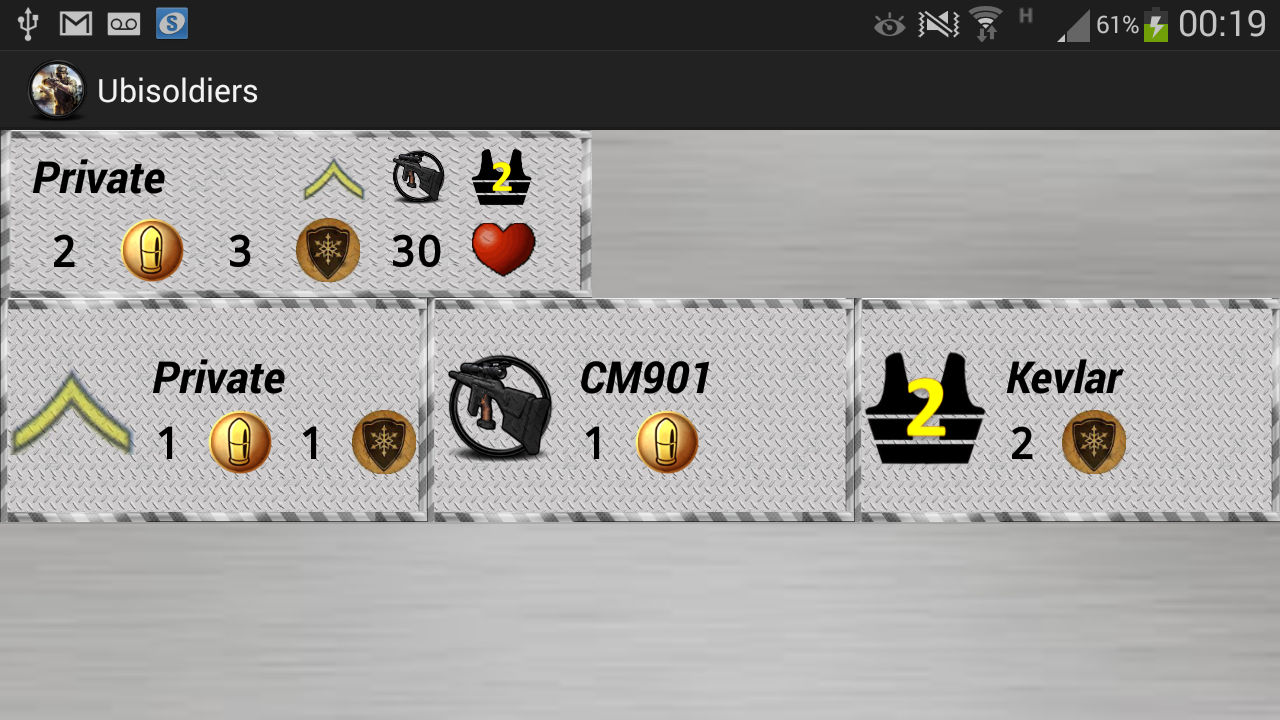 H 61% 00:19
Ubisoldiers
Private 2
2 3 30
Private
1 1
CM901
1
2 Kevlar
2